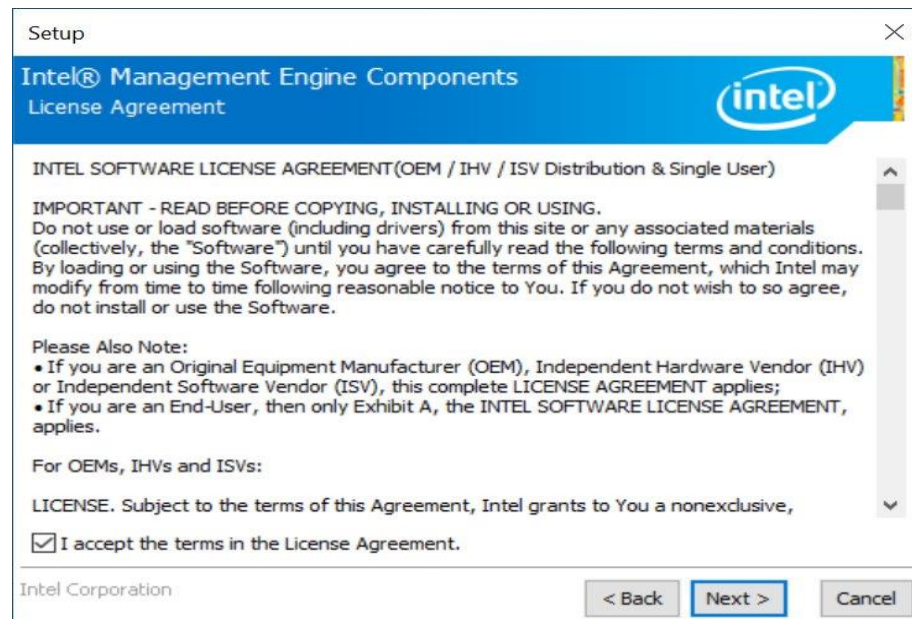 Setup
Intel® Management Engine Components
License Agreement
intel
INTEL SOFTWARE LICENSE AGREEMENT(OEM / IHV / ISV Distribution & Single User)
IMPORTANT - READ BEFORE COPYING, INSTALLING OR USING.
Do not use or load software (including drivers) from this site or any associated materials
(collectively, the "Software") until you have carefully read the following terms and conditions.
By loading or using the Software, you agree to the terms of this Agreement, which Intel may
modify from time to time following reasonable notice to You. If you do not wish to so agree,
do not install or use the Software.
Please Also Note:
• If you are an Original Equipment Manufacturer (OEM), Independent Hardware Vendor (IHV)
or Independent Software Vendor (ISV), this complete LICENSE AGREEMENT applies;
• If you are an End-User, then only Exhibit A, the INTEL SOFTWARE LICENSE AGREEMENT,
applies.
For OEMs, IHVs and ISVs:
LICENSE. Subject to the terms of this Agreement, Intel grants to You a nonexclusive,
I accept the terms in the License Agreement.
Intel Corporation
< Back Next > Cancel